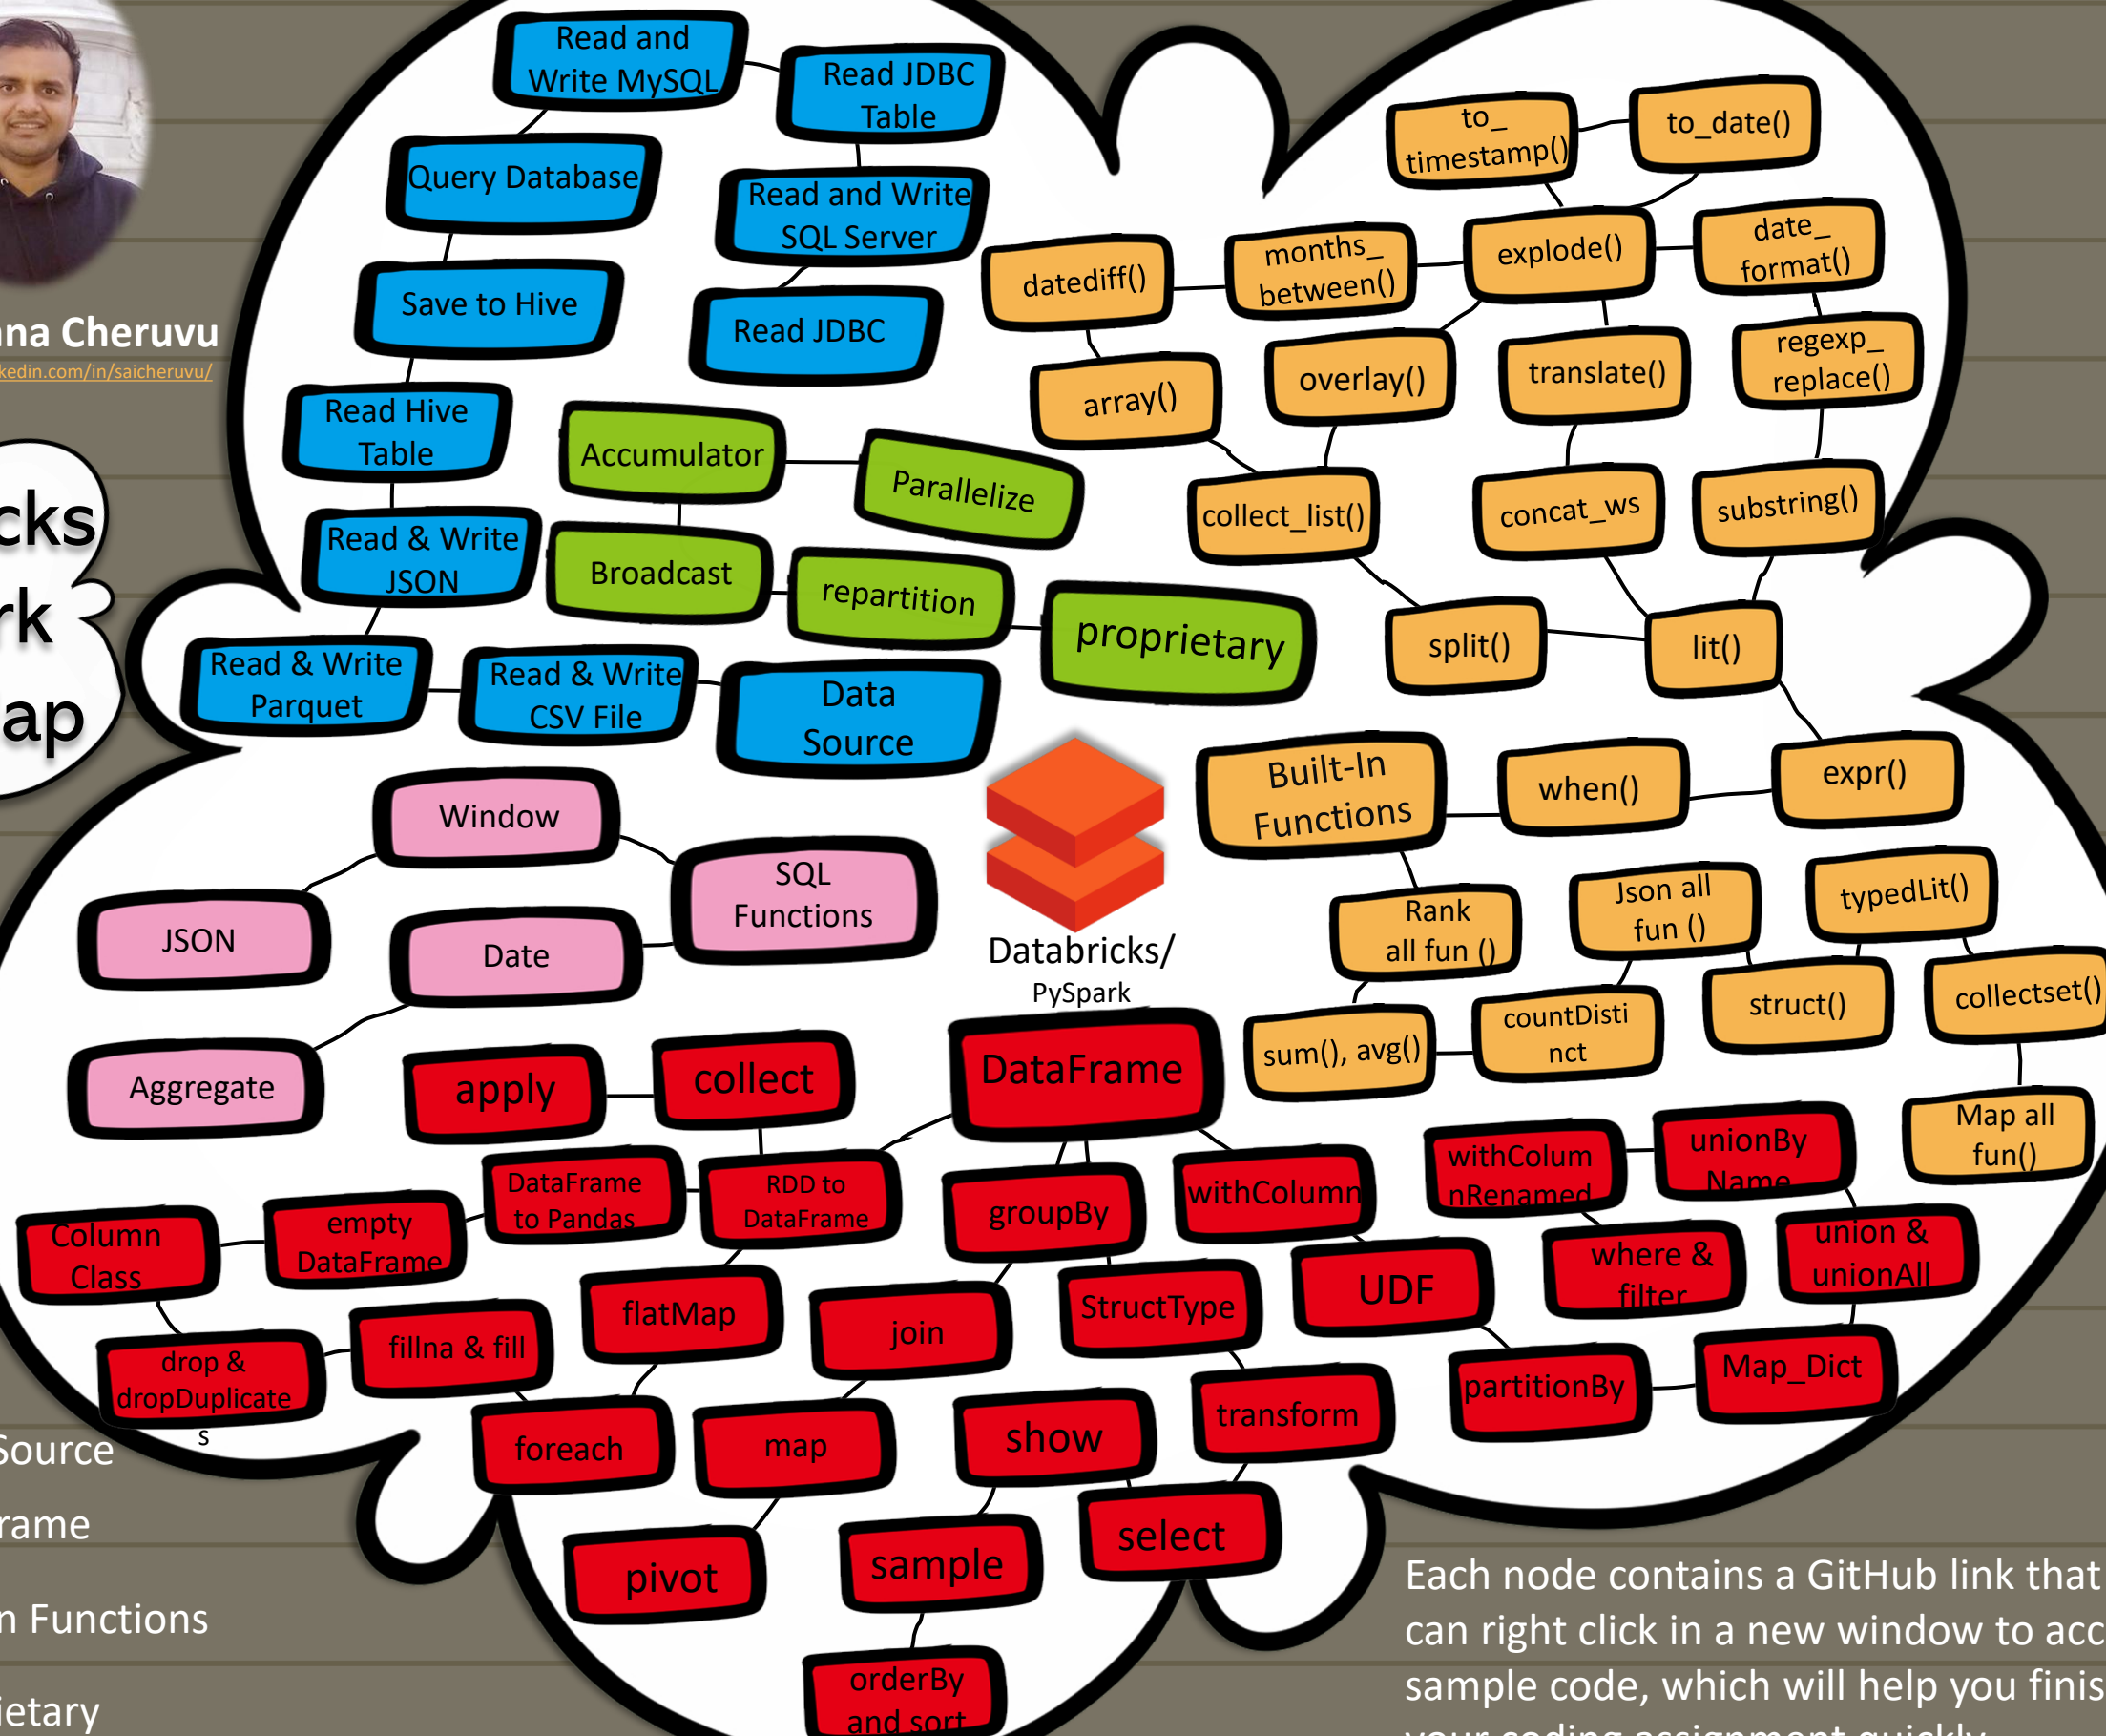 Read and
Write MySQL
Read JDBC
Table
Query Database
Read and Write
SQL Server
Save to Hive
Read JDBC
Read Hive
Table
Read & Write
JSON
Read & Write
Parquet
Read & Write
CSV File
Data
Source
Accumulator
Parallelize
Broadcast
repartition
proprietary
to_
timestamp()
to_date()
datediff()
months_
between()
explode()
date_
format()
array()
overlay()
translate()
regexp_
replace()
collect_list()
concat_ws
substring()
split()
lit()
Built-In
Functions
when()
expr()
Rank
all fun ()
Json all
fun ()
typedLit()
sum(), avg()
countDisti
nct
struct()
collectset()
Map all
fun()
na Cheruvu
kedin.com/in/saicheruvu/
cks
rk
ap
Window
SQL
Functions
JSON
Date
Aggregate
Databricks/
PySpark
DataFrame
apply
collect
DataFrame
to Pandas
RDD to
DataFrame
groupBy
withColumn
withColum
nRenamed
unionBy
Name
Column
Class
empty
DataFrame
flatMap
join
StructType
UDF
where &
filter
union &
unionAll
drop &
dropDuplicate
s
fillna & fill
foreach
map
show
transform
partitionBy
Map_Dict
pivot
sample
select
orderBy
and sort
Source
rame
n Functions
ietary
Each node contains a GitHub link that
can right click in a new window to acc
sample code, which will help you finis
your coding assignment quickly